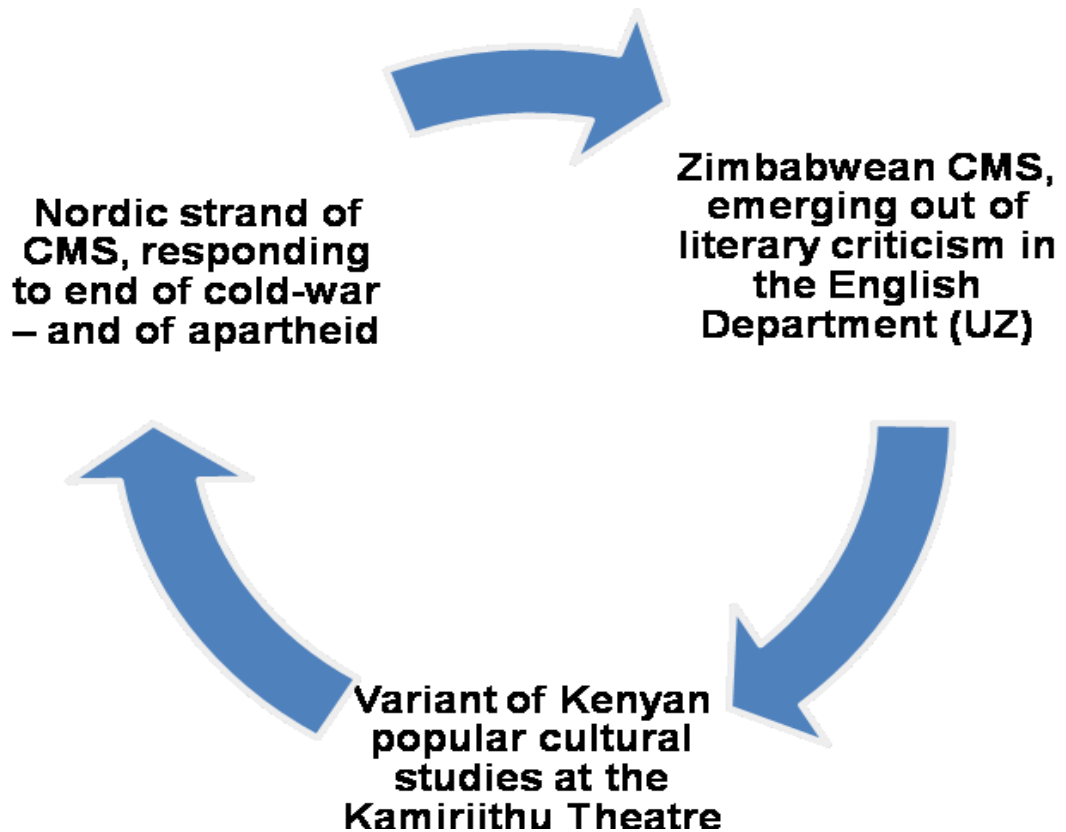 Nordic strand of
CMS, responding
to end of cold-war
– and of apartheid
Zimbabwean CMS,
emerging out of
literary criticism in
the English
Department (UZ)
Variant of Kenyan
popular cultural
studies at the
Kamiriithu Theatre